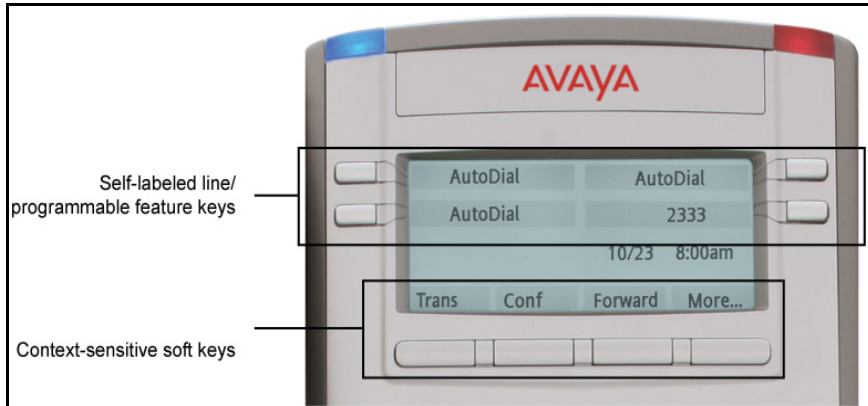 AVAYA
Self-labeled line/
programmable feature keys
AutoDial AutoDial
AutoDial 2333
10/23 8:00am
Trans Conf Forward More...
Context-sensitive soft keys